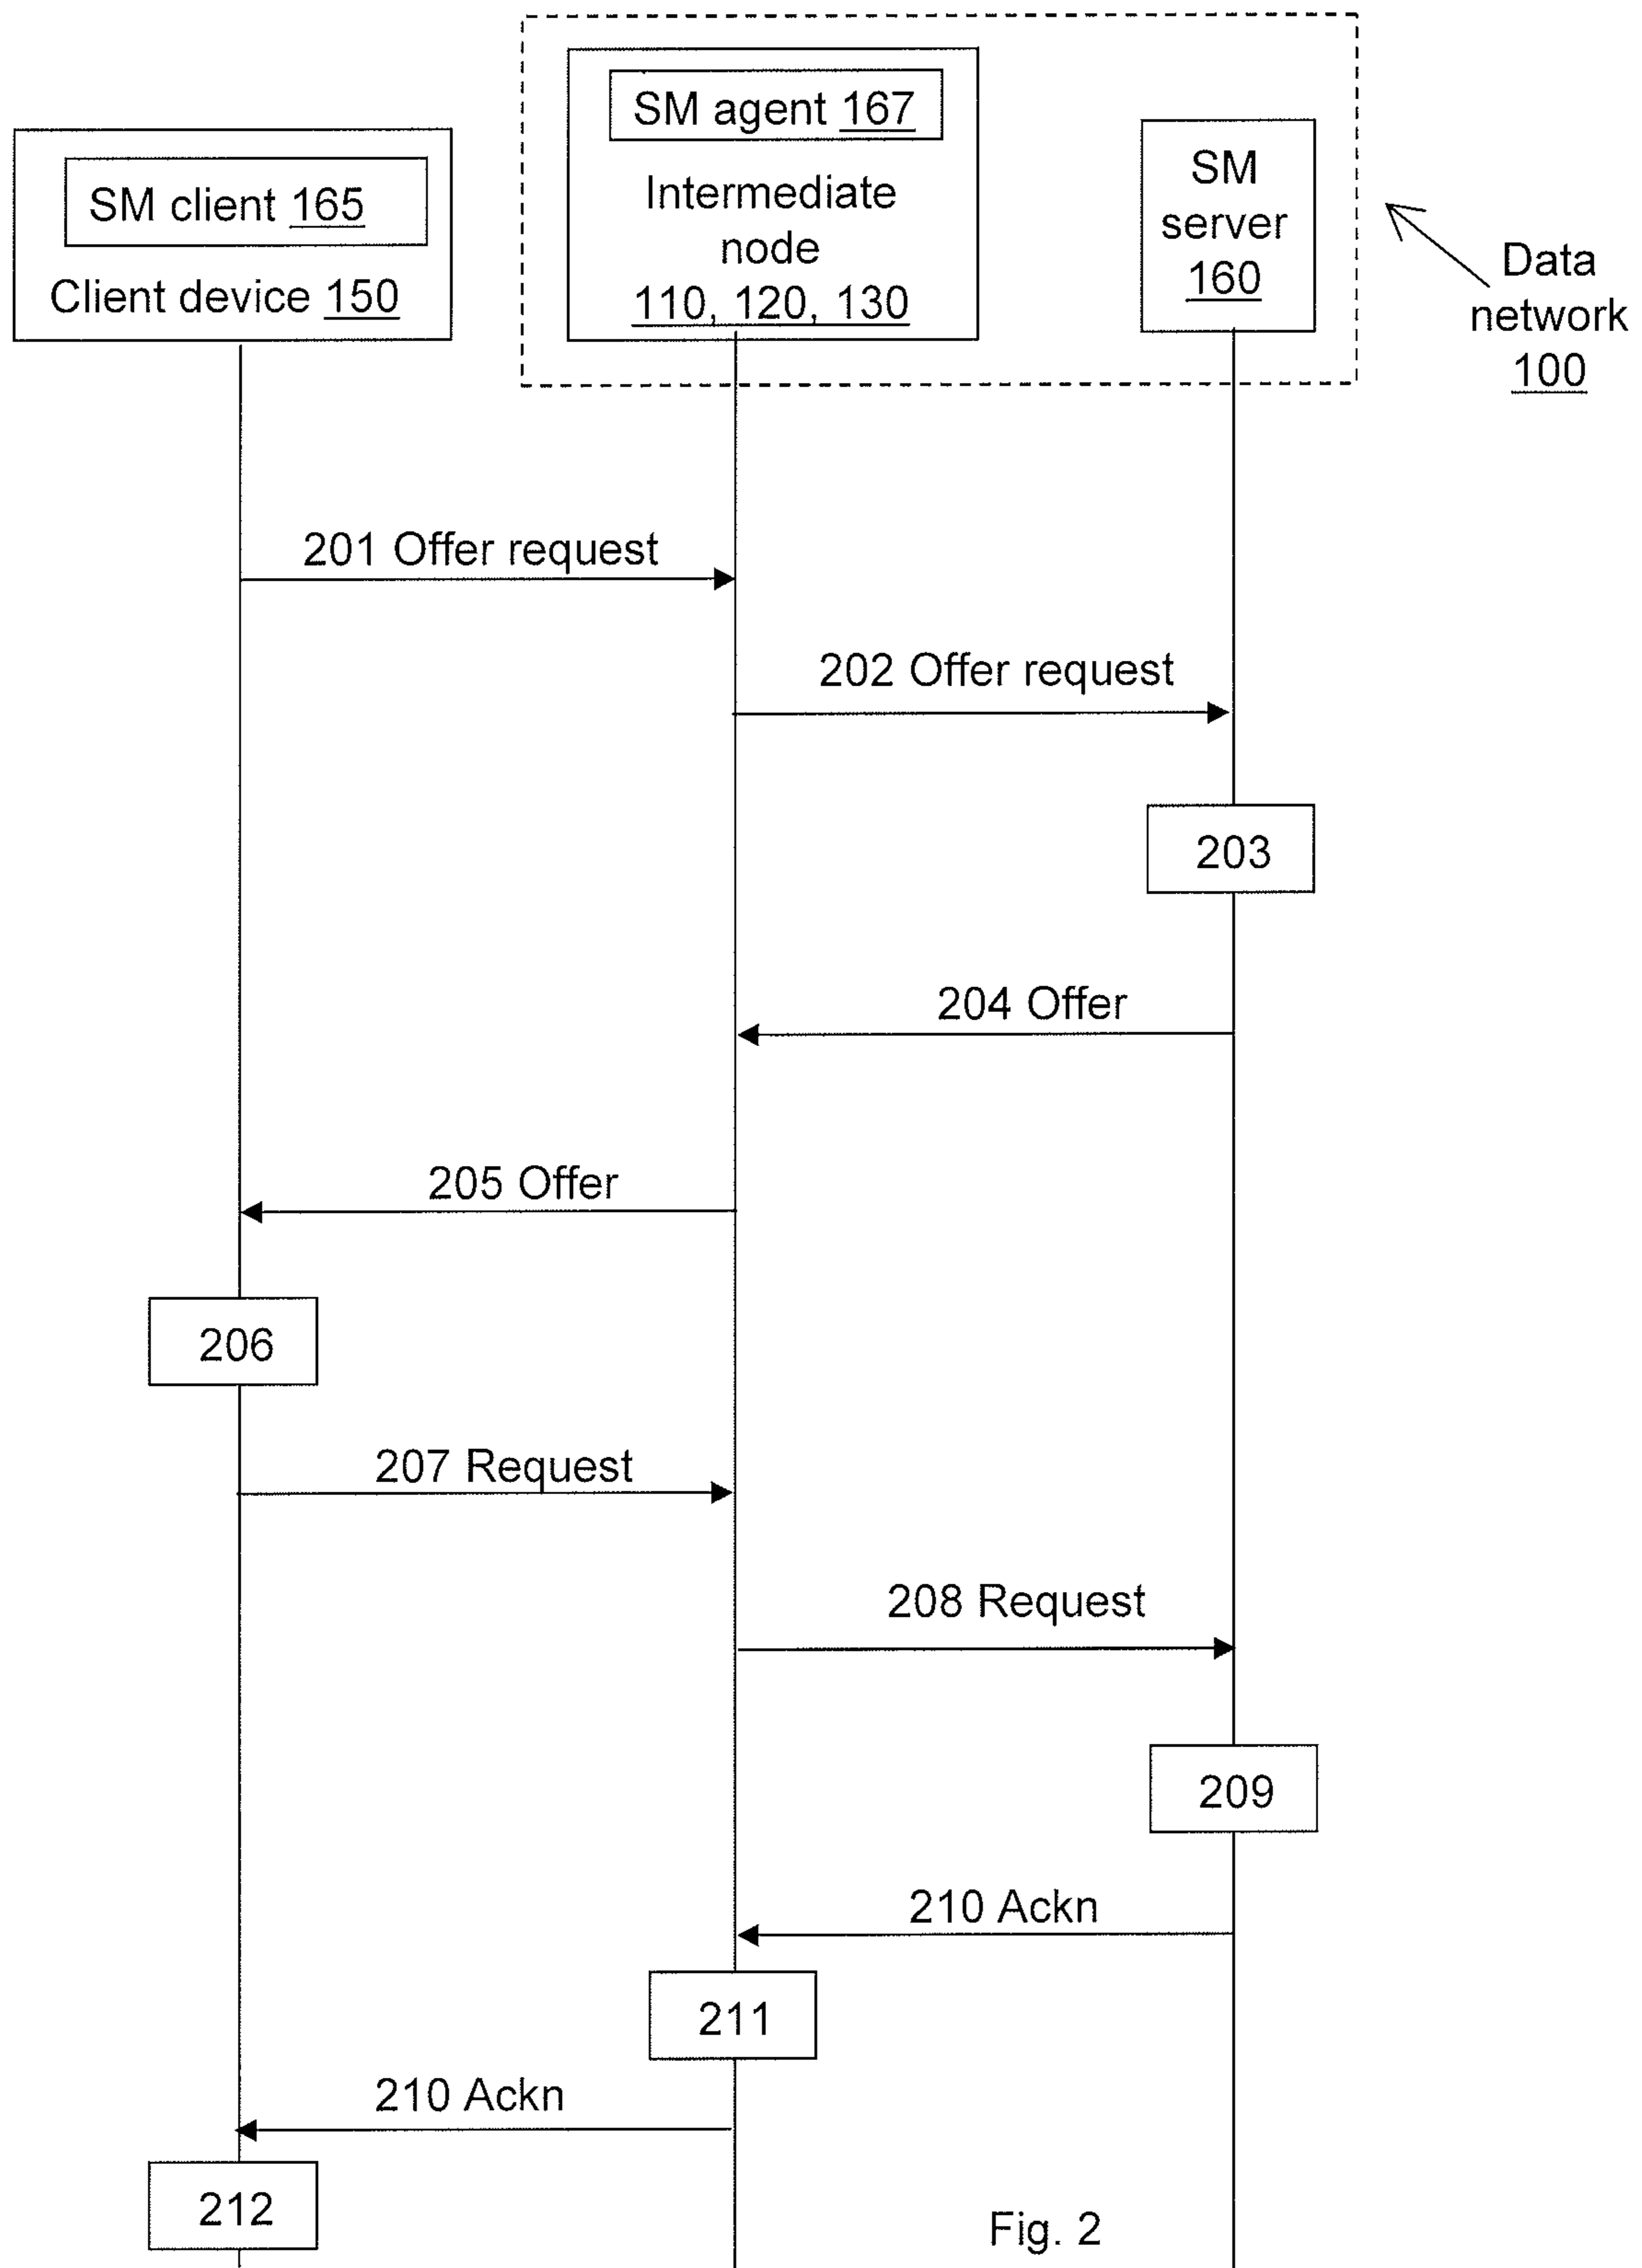 SM agent 167
SM client 165
Intermediate
node
110, 120, 130
SM
server
160
Client device 150
Data
network
100
201 Offer request
202 Offer request
203
204 Offer
205 Offer
206
207 Request
208 Request
209
210 Ackn
211
210 Ackn
212
Fig. 2